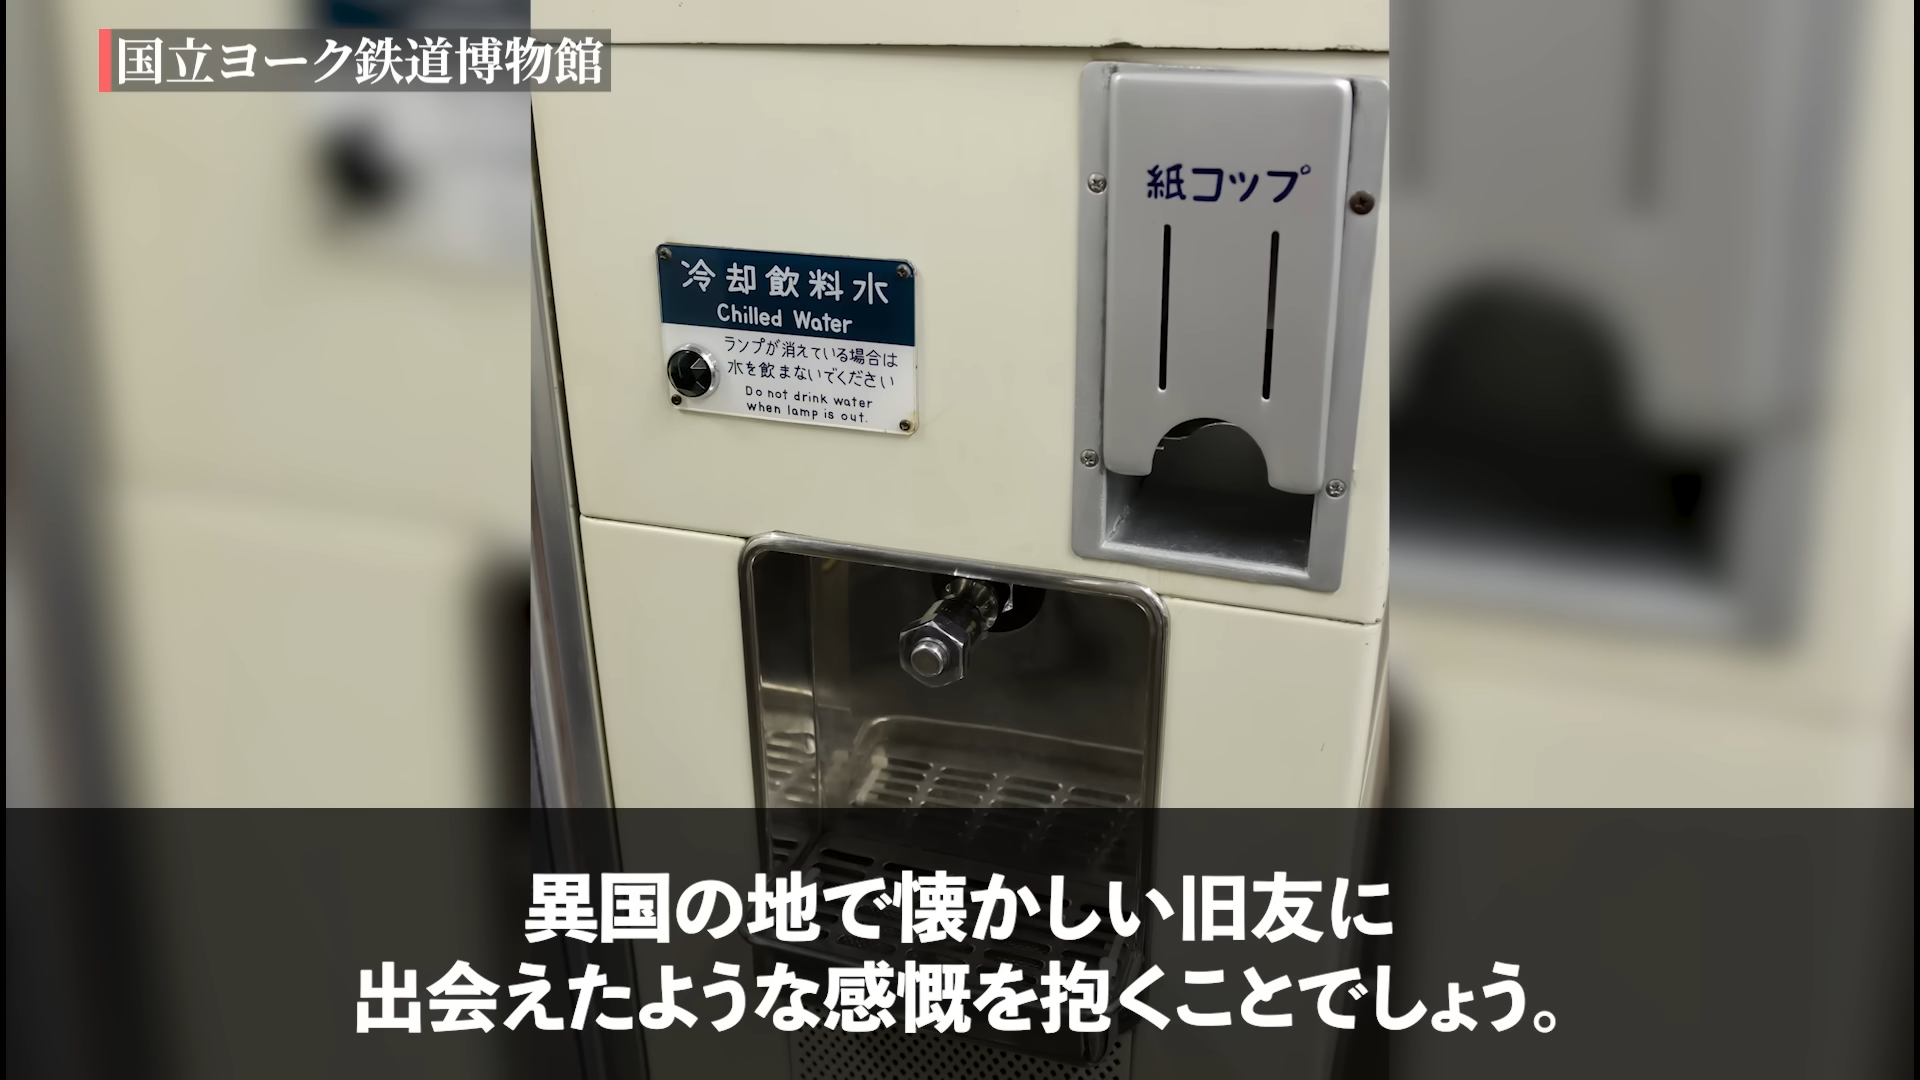 国立ヨーク鉄道博物館
紙コップ
冷却飲料水
Chilled Water
ランプが消えている場合は
水を飲まないでください
Do not drink water
when lamp is out.
異国の地で懐かしい旧友に
出会えたような感慨を抱くことでしょう。